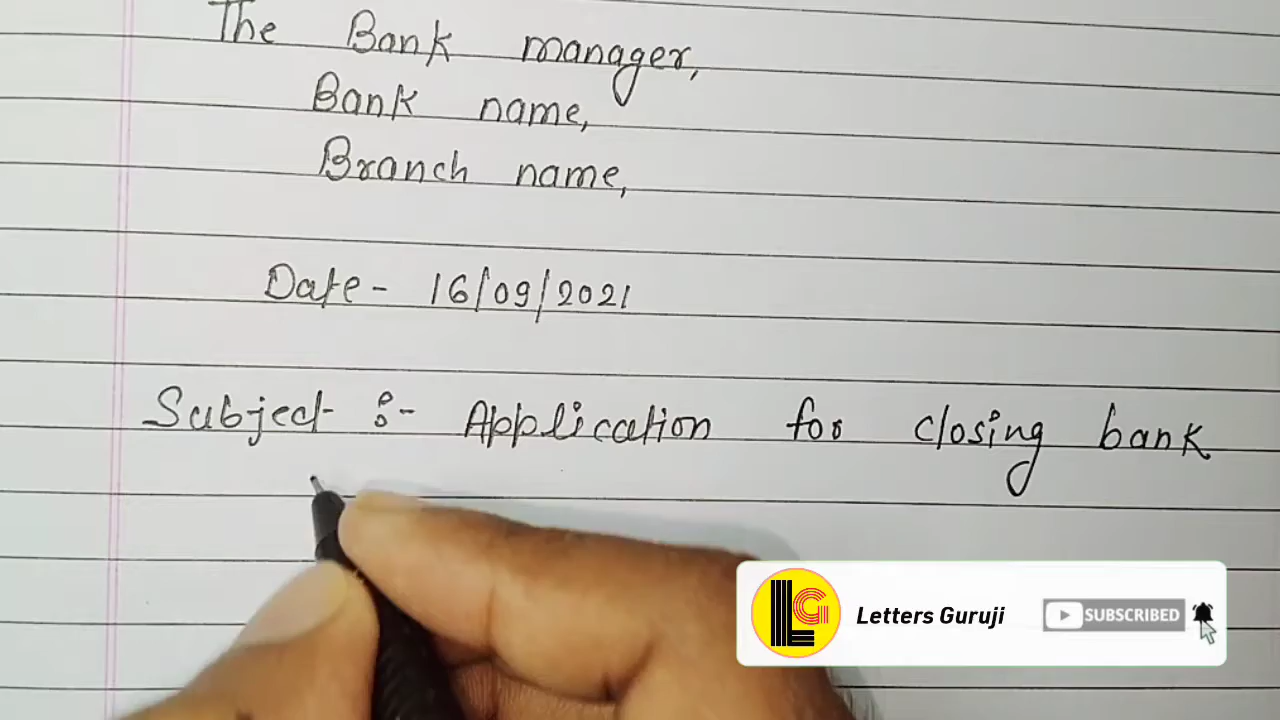 The Bank manager,
Bank name,
Branch name,
Date- 16/09/2021
Subject :- Application for closing bank
LG
Letters Guruji
SUBSCRIBED